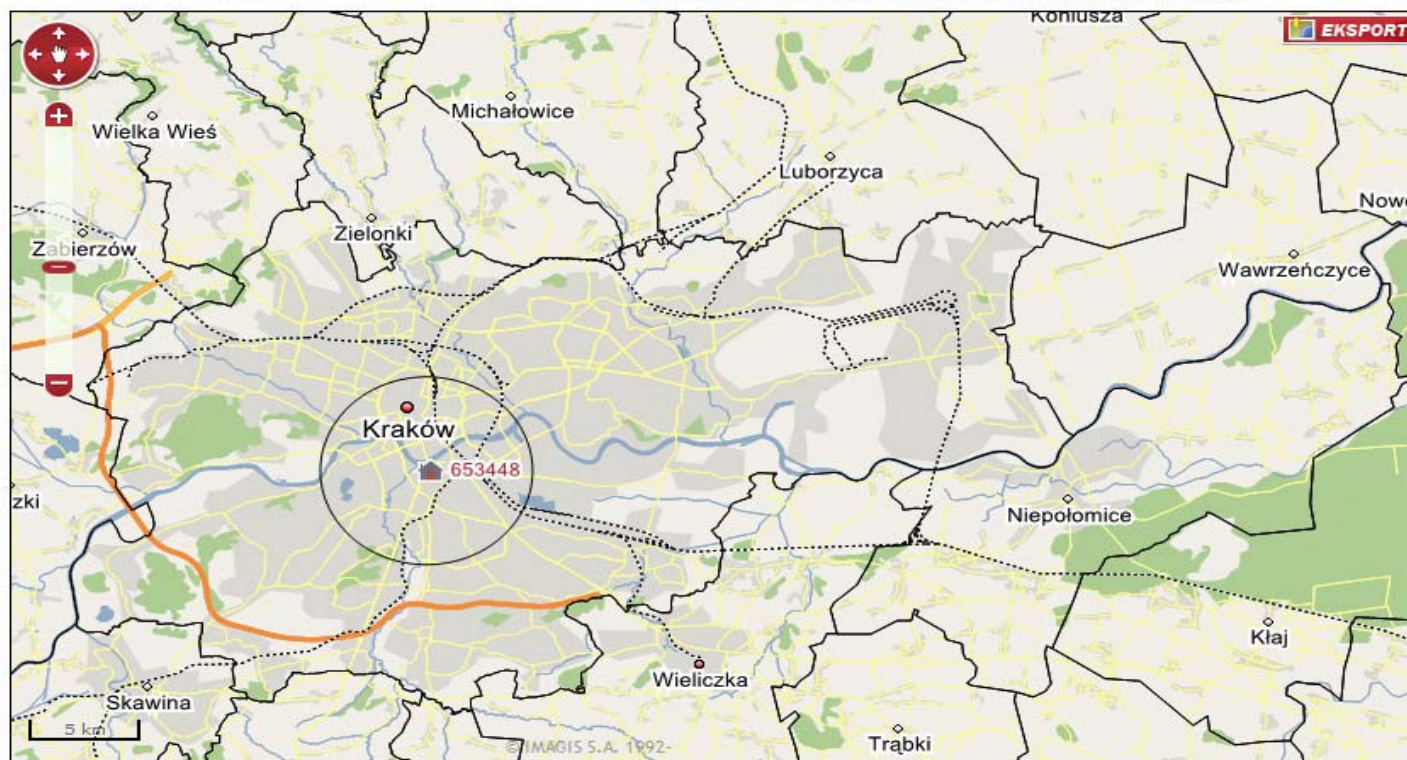 Koniusza
EKSPORT
Michałowice
Wielka Wieś
Luborzyca
Nowe
Zielonki
Zabierzów
Wawrzeńczyce
Kraków
653448
zki
Niepołomice
Kłaj
Wieliczka
Skawina
5 km
Trąbki
© IMAGIS S.A. 1992-